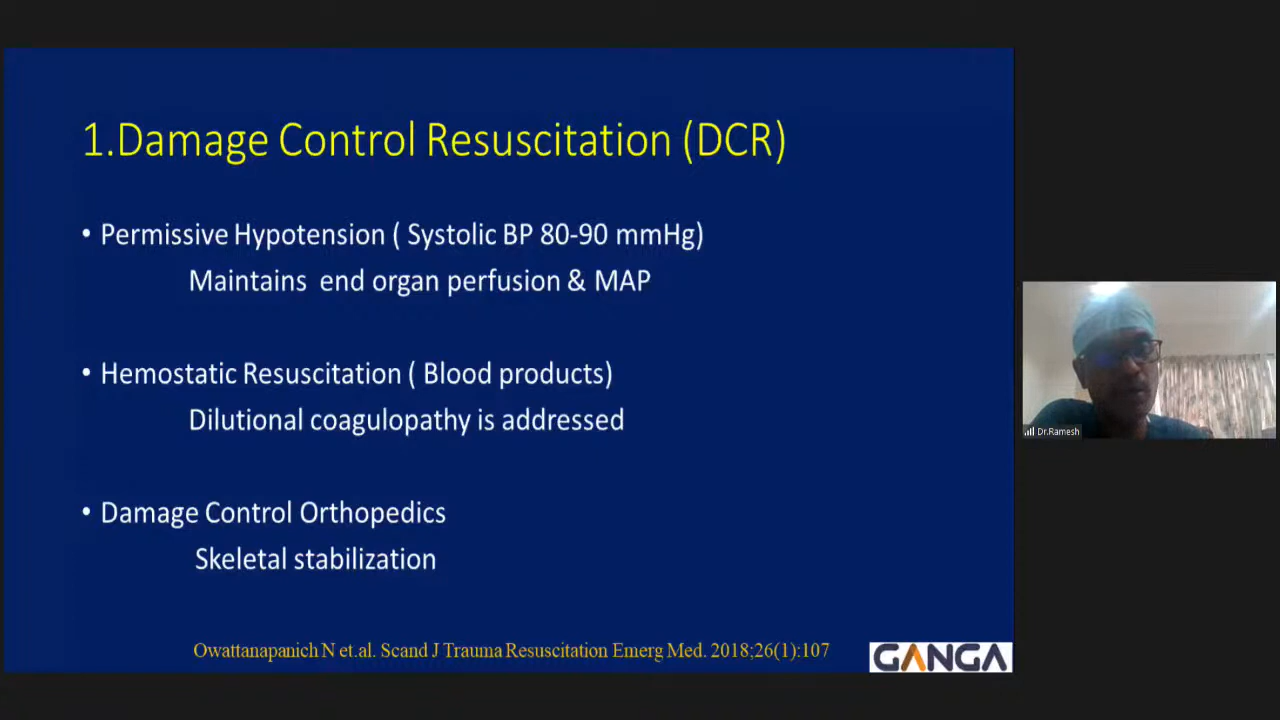 1.Damage Control Resuscitation (DCR)
• Permissive Hypotension ( Systolic BP 80-90 mmHg)
Maintains end organ perfusion & MAP
• Hemostatic Resuscitation ( Blood products)
Dilutional coagulopathy is addressed
• Damage Control Orthopedics
Skeletal stabilization
Owattanapanich N et.al. Scand J Trauma Resuscitation Emerg Med. 2018;26(1):107
GANGA
Dr.Ramesh